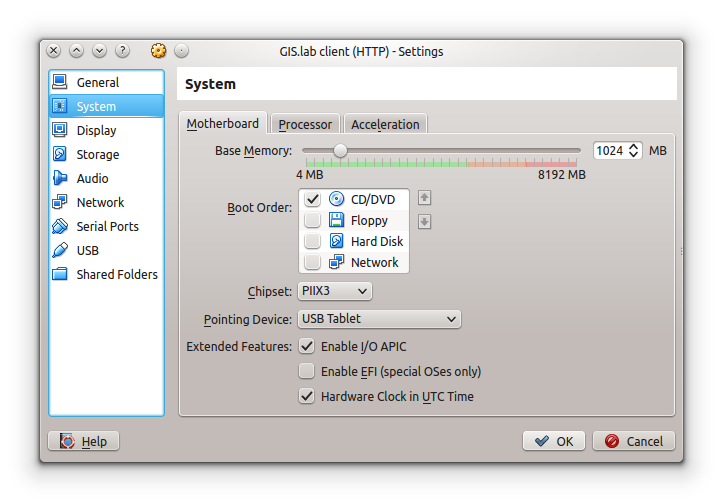 GIS.lab client (HTTP) - Settings
General
System
Display
Storage
Audio
Network
Serial Ports
USB
Shared Folders
System
Motherboard Processor Acceleration
Base Memory: 1024 MB
4 MB 8192 MB
Boot Order: CD/DVD
Floppy
Hard Disk
Network
Chipset: PIIX3
Pointing Device: USB Tablet
Extended Features: Enable I/O APIC
Enable EFI (special OSes only)
Hardware Clock in UTC Time
Help OK Cancel